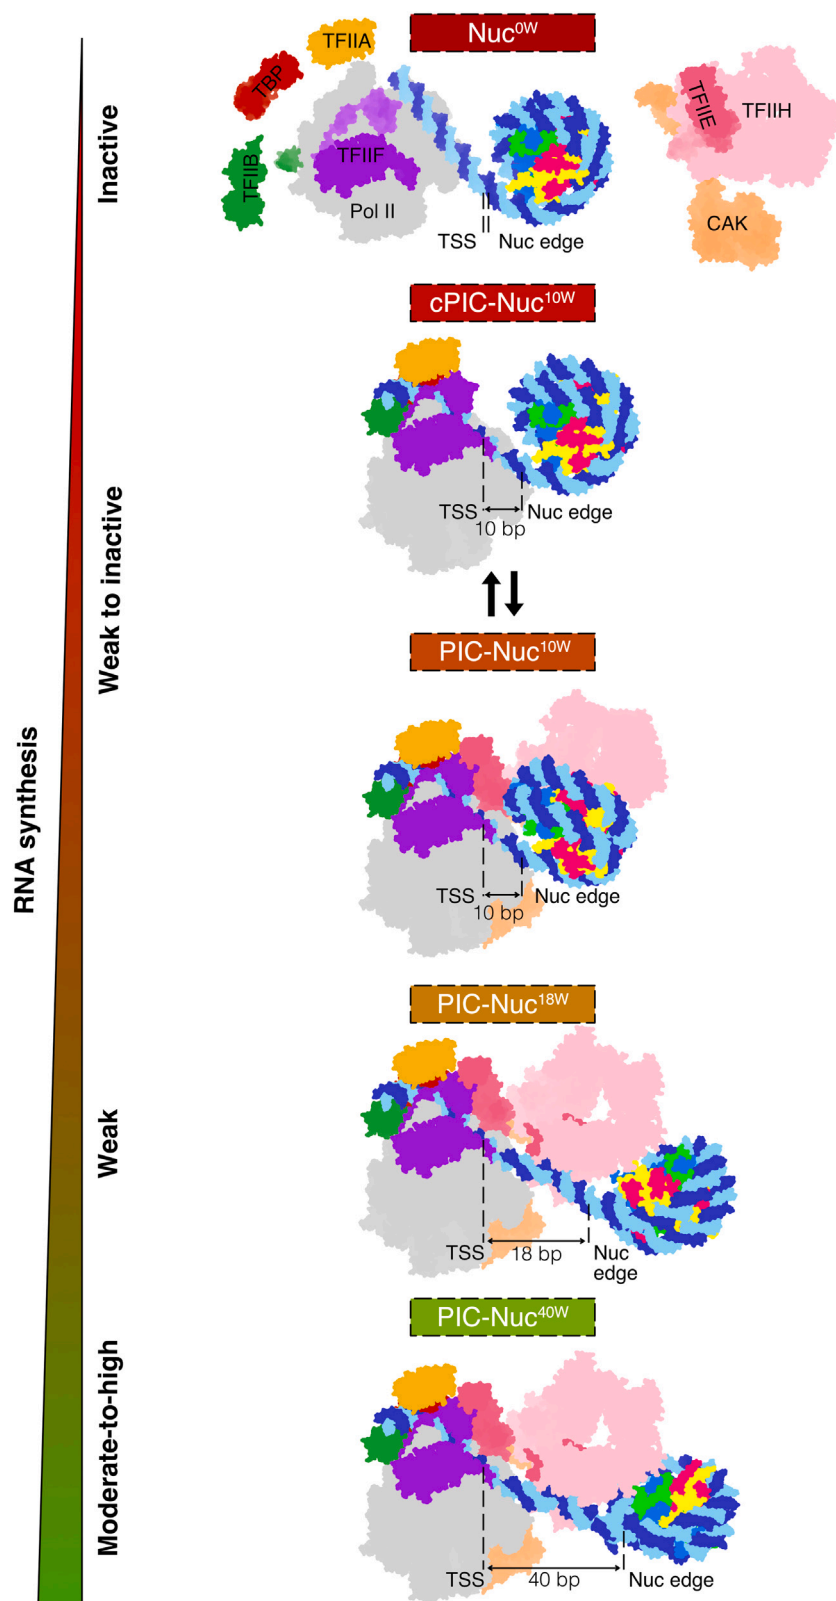 RNA synthesis
Inactive
Weak to inactive
Weak
Moderate-to-high
Nuc0W
TFIIA
TBP
TFIIB
TFIIF
Pol II
TFIIE
TFIIH
CAK
TSS Nuc edge
cPIC-Nuc10W
TSS Nuc edge
10 bp
PIC-Nuc10W
TSS Nuc edge
10 bp
PIC-Nuc18W
TSS 18 bp Nuc
edge
PIC-Nuc40W
TSS 40 bp Nuc edge